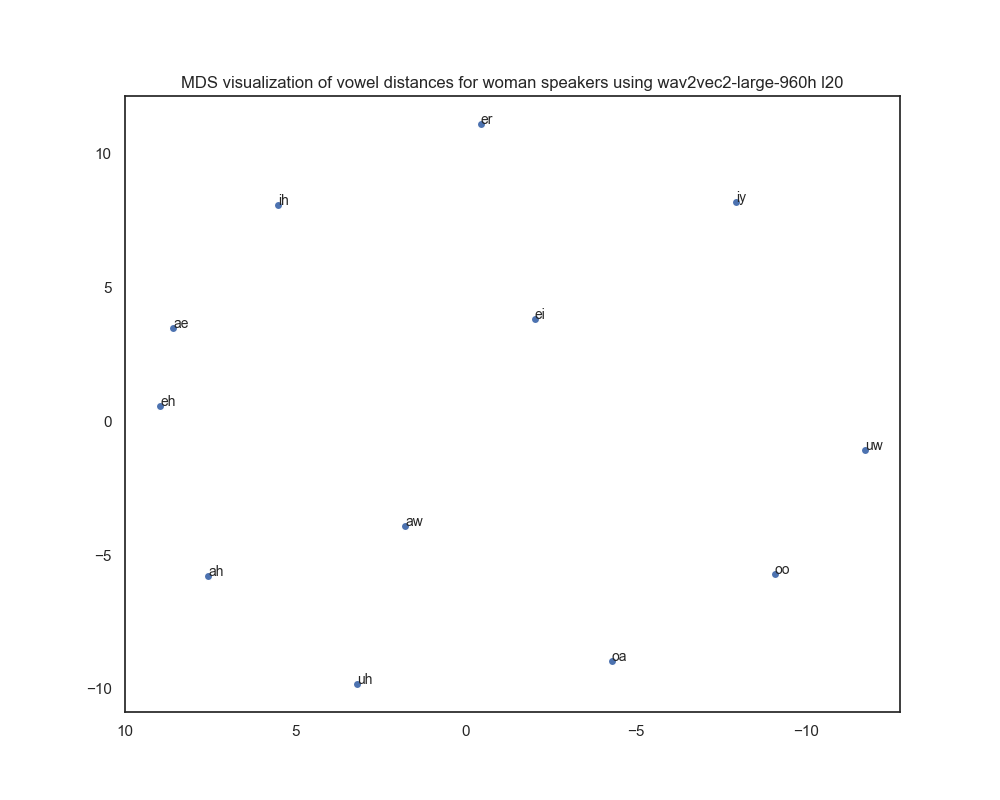 MDS visualization of vowel distances for woman speakers using wav2vec2-large-960h l20
er
10
ih
iy
5
ae
ei
eh
0
uw
aw
−5
ah
oo
oa
uh
−10
10 5 0 −5 −10